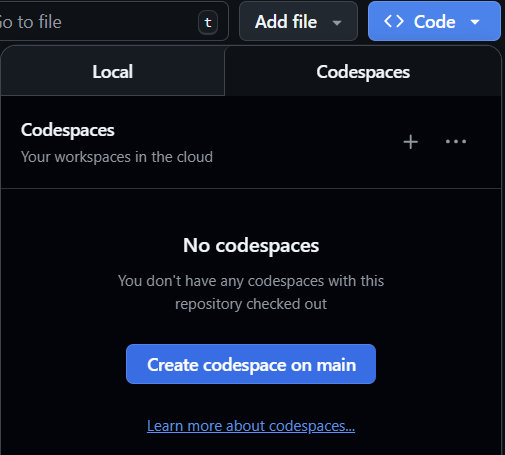 to file t Add file Code
Local Codespaces
Codespaces
Your workspaces in the cloud
No codespaces
You don't have any codespaces with this
repository checked out
Create codespace on main
Learn more about codespaces...